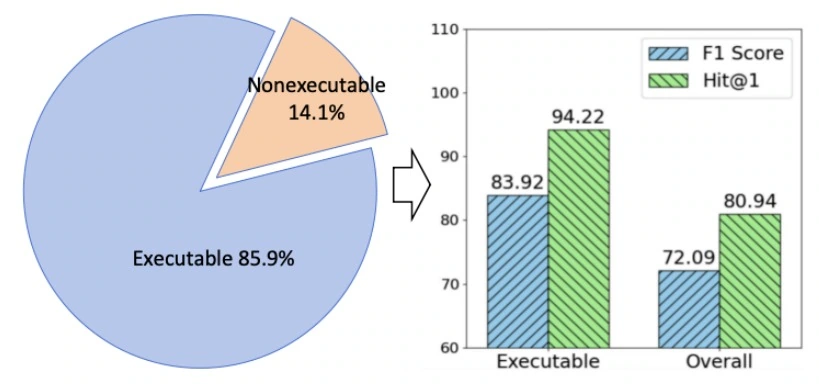 Nonexecutable
14.1%
Executable 85.9%
110
100
90
80
70
60
F1 Score
Hit@1
83.92
94.22
72.09
80.94
Executable
Overall